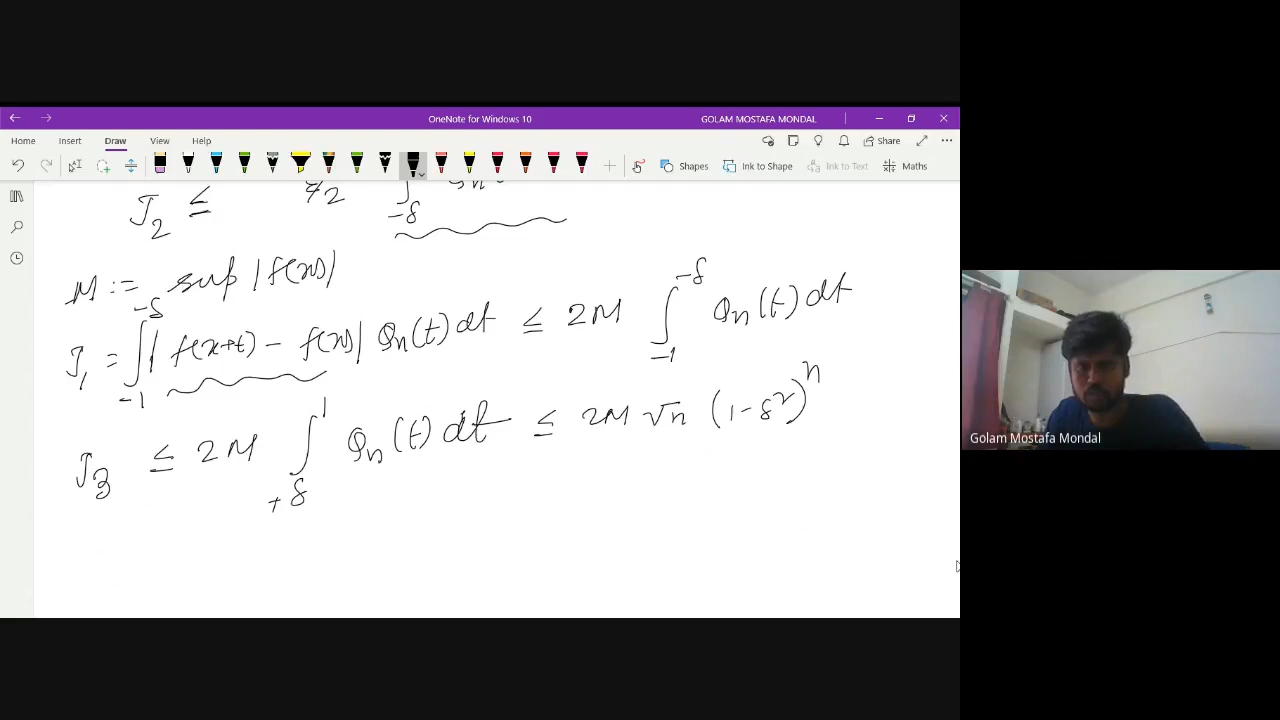 OneNote for Windows 10
GOLAM MOSTAFA MONDAL
Home Insert Draw View Help
Share
Shapes Ink to Shape Ink to Text Maths
J₂ ≤ ε/2 ∫_{-δ}
M := sup |f(x)|
J₁ = ∫_{-1}^{-δ} |f(x+t) - f(x)| Qₙ(t) dt ≤ 2M ∫_{-1}^{-δ} Qₙ(t) dt
J₃ ≤ 2M ∫_{+δ}^{1} Qₙ(t) dt ≤ 2M √n (1-δ²)ⁿ
Golam Mostafa Mondal